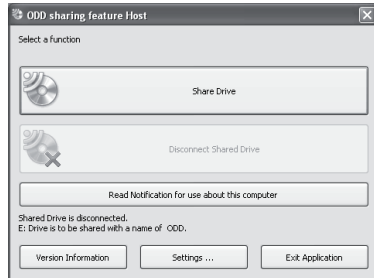 ODD sharing feature Host
Select a function
Share Drive
Disconnect Shared Drive
Read Notification for use about this computer
Shared Drive is disconnected.
E: Drive is to be shared with a name of  ODD.
Version Information
Settings ...
Exit Application